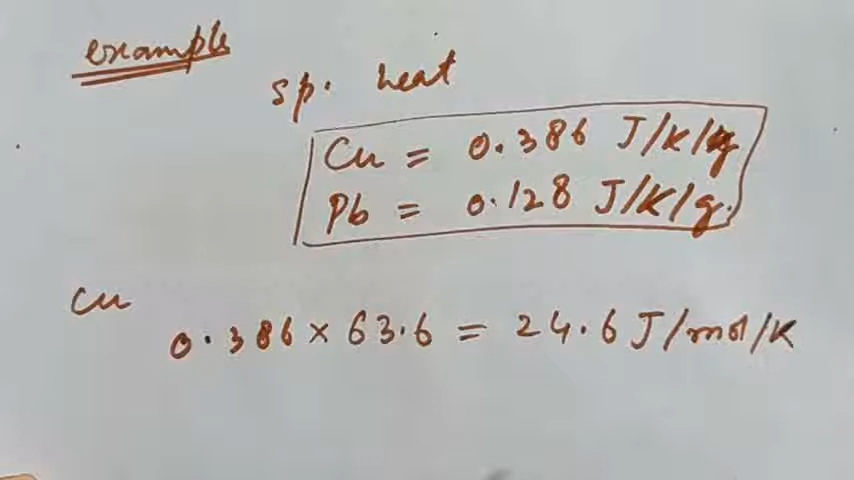 example
sp. heat
Cu = 0.386 J/K/g
Pb = 0.128 J/K/g.
Cu
0.386 × 63.6 = 24.6 J/mol/K